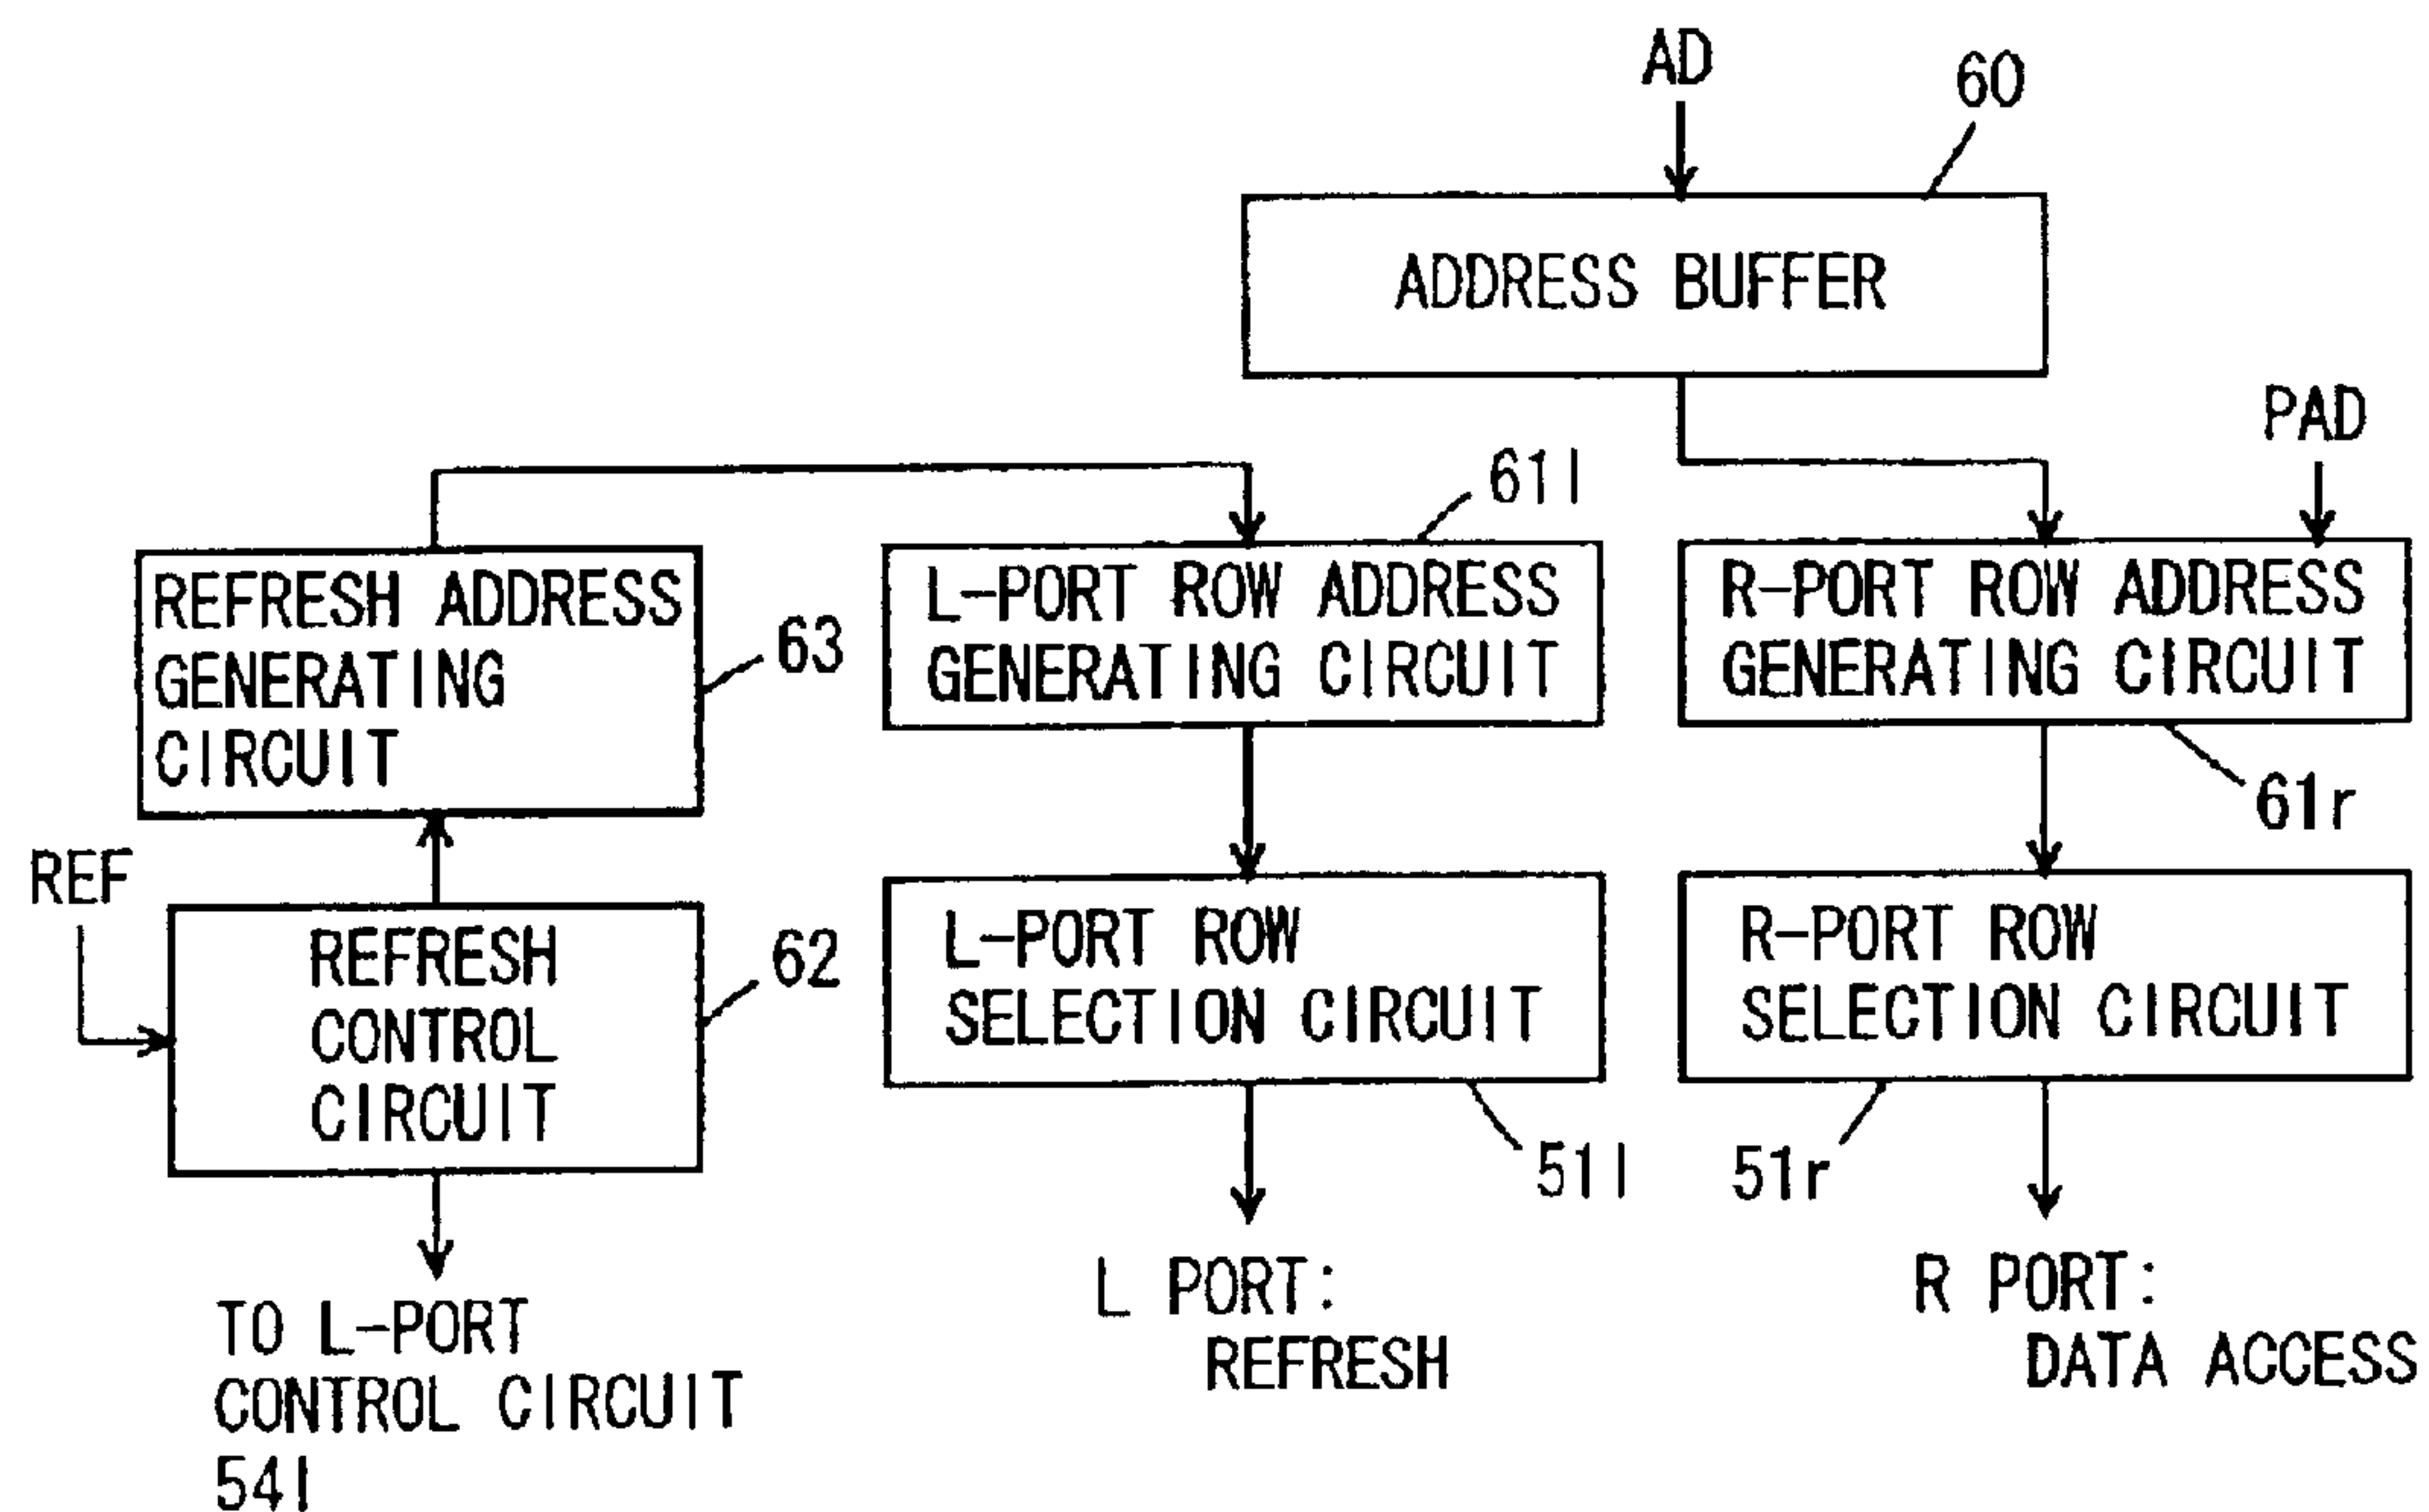 AD
60
ADDRESS BUFFER
PAD
61l
REFRESH ADDRESS
GENERATING
CIRCUIT
63
L-PORT ROW ADDRESS
GENERATING CIRCUIT
R-PORT ROW ADDRESS
GENERATING CIRCUIT
61r
REF
REFRESH
CONTROL
CIRCUIT
62
L-PORT ROW
SELECTION CIRCUIT
R-PORT ROW
SELECTION CIRCUIT
51l
51r
TO L-PORT
CONTROL CIRCUIT
54l
L PORT:
REFRESH
R PORT:
DATA ACCESS